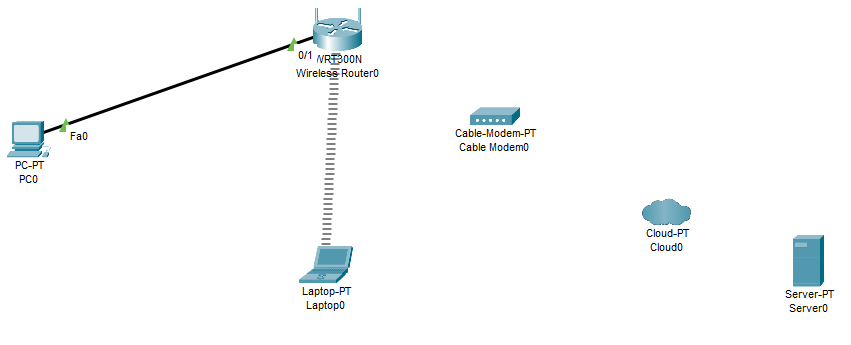 0/1
WRT300N
Wireless Router0
Fa0
PC-PT
PC0
Cable-Modem-PT
Cable Modem0
Cloud-PT
Cloud0
Laptop-PT
Laptop0
Server-PT
Server0